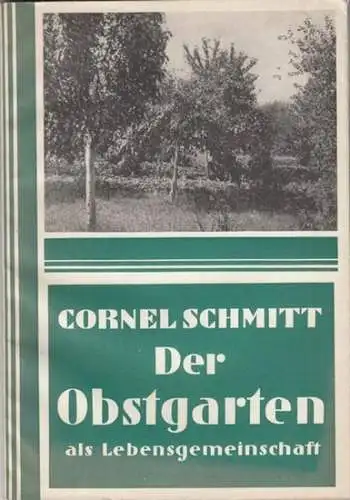 CORNEL SCHMITT
Der
Obstgarten
als Lebensgemeinschaft